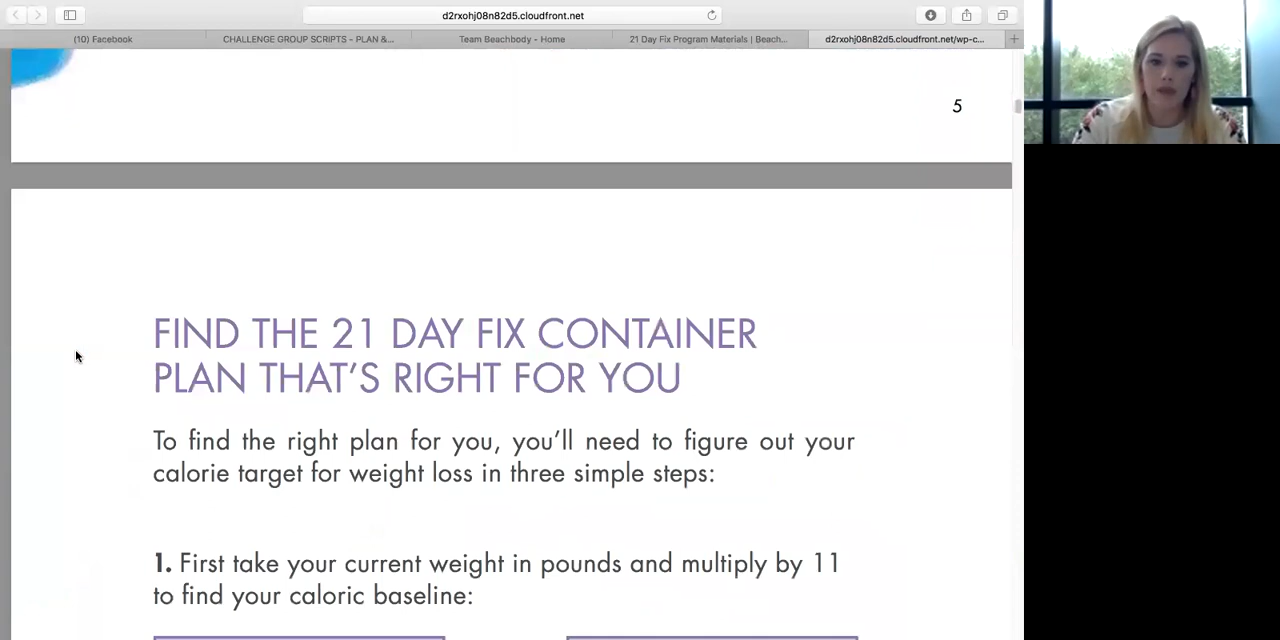 d2rxohj08n82d5.cloudfront.net
(10) Facebook
CHALLENGE GROUP SCRIPTS - PLAN &...
Team Beachbody - Home
21 Day Fix Program Materials | Beach...
d2rxohj08n82d5.cloudfront.net/wp-c...
5
FIND THE 21 DAY FIX CONTAINER
PLAN THAT'S RIGHT FOR YOU
To find the right plan for you, you'll need to figure out your
calorie target for weight loss in three simple steps:
1. First take your current weight in pounds and multiply by 11
to find your caloric baseline: